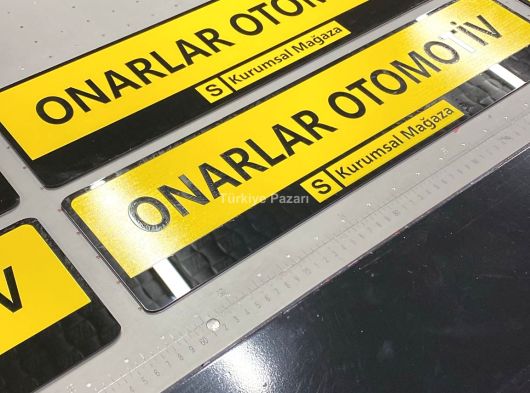 ONARLAR OTOMOTİV
S Kurumsal Mağaza
ONARLAR OTOMOTİV
S Kurumsal Mağaza
Türkiye Pazarı
V